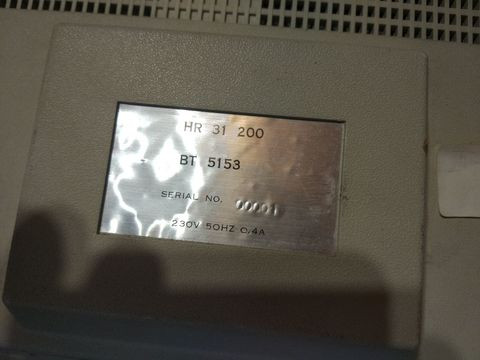 HR 31 200
BT 5153
SERIAL NO. 00001
230V 50HZ 0/4A